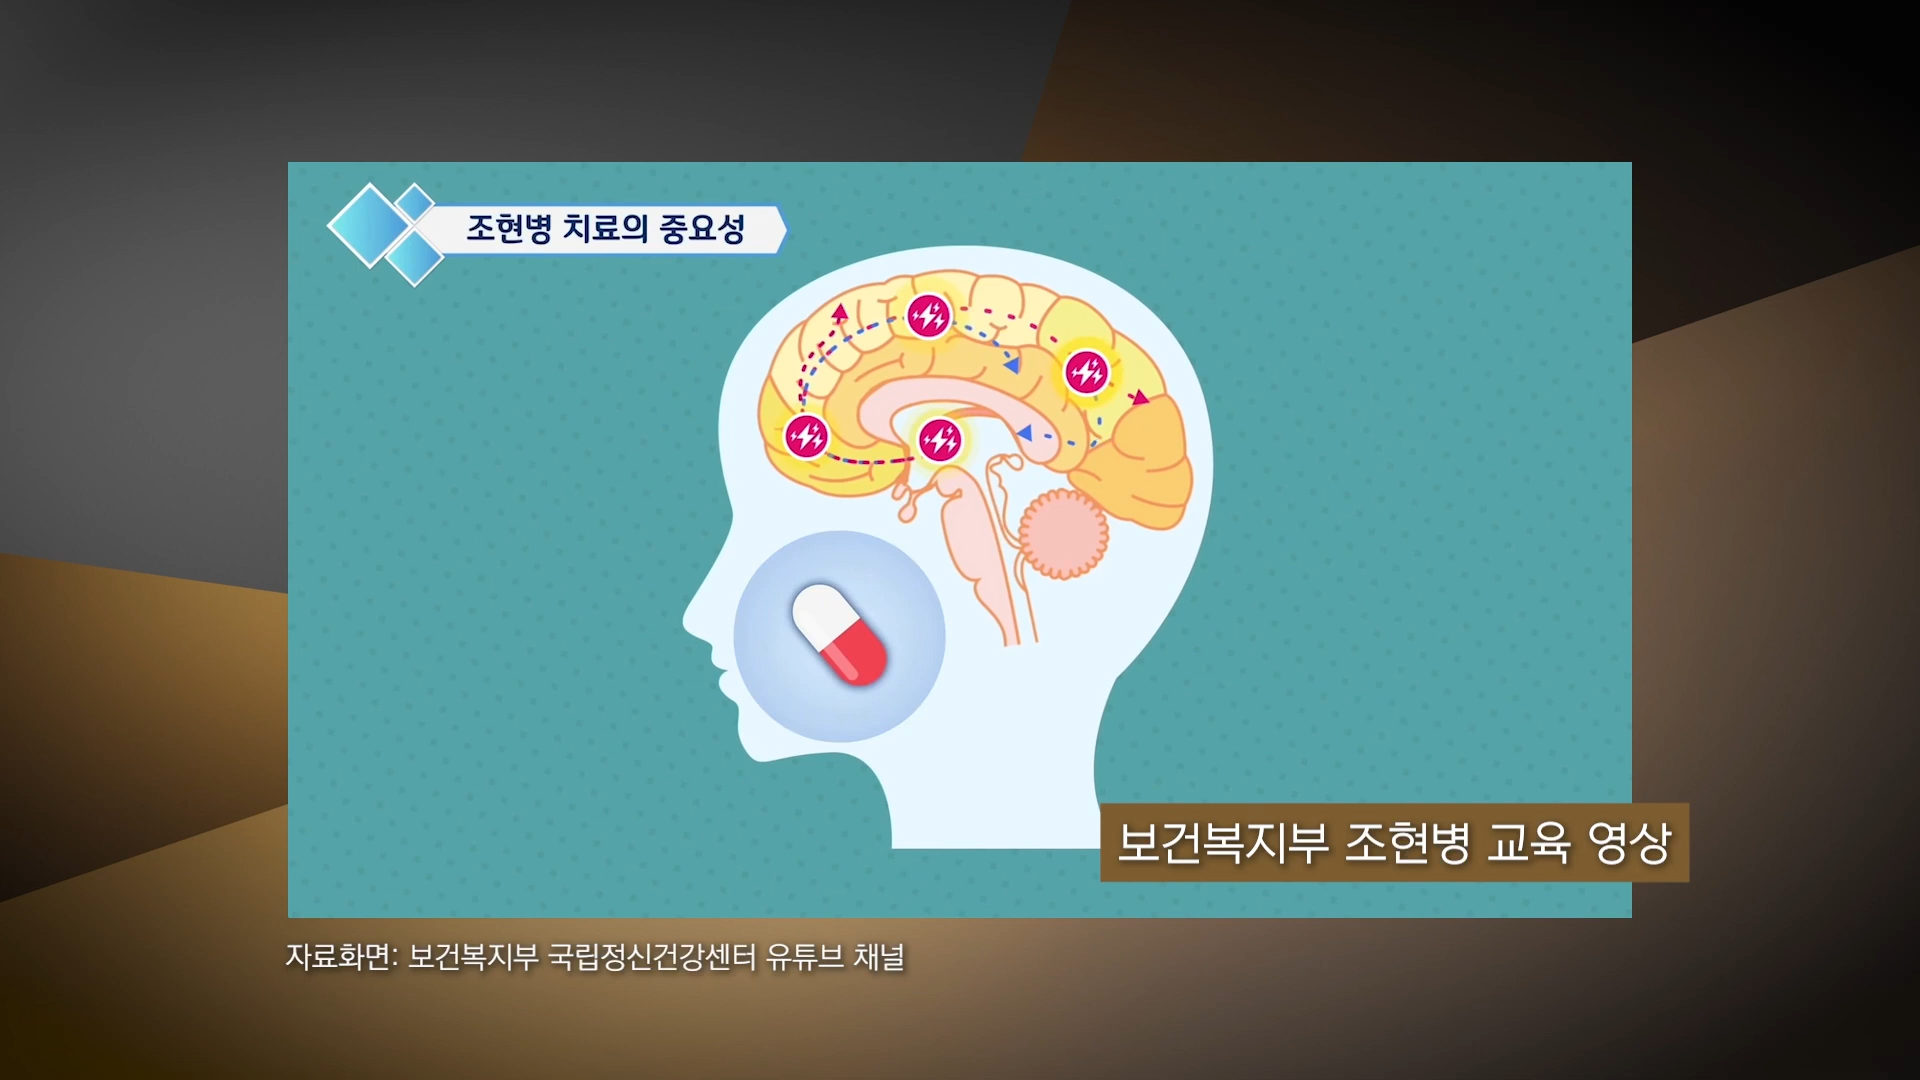 조현병 치료의 중요성
보건복지부 조현병 교육 영상
자료화면: 보건복지부 국립정신건강센터 유튜브 채널